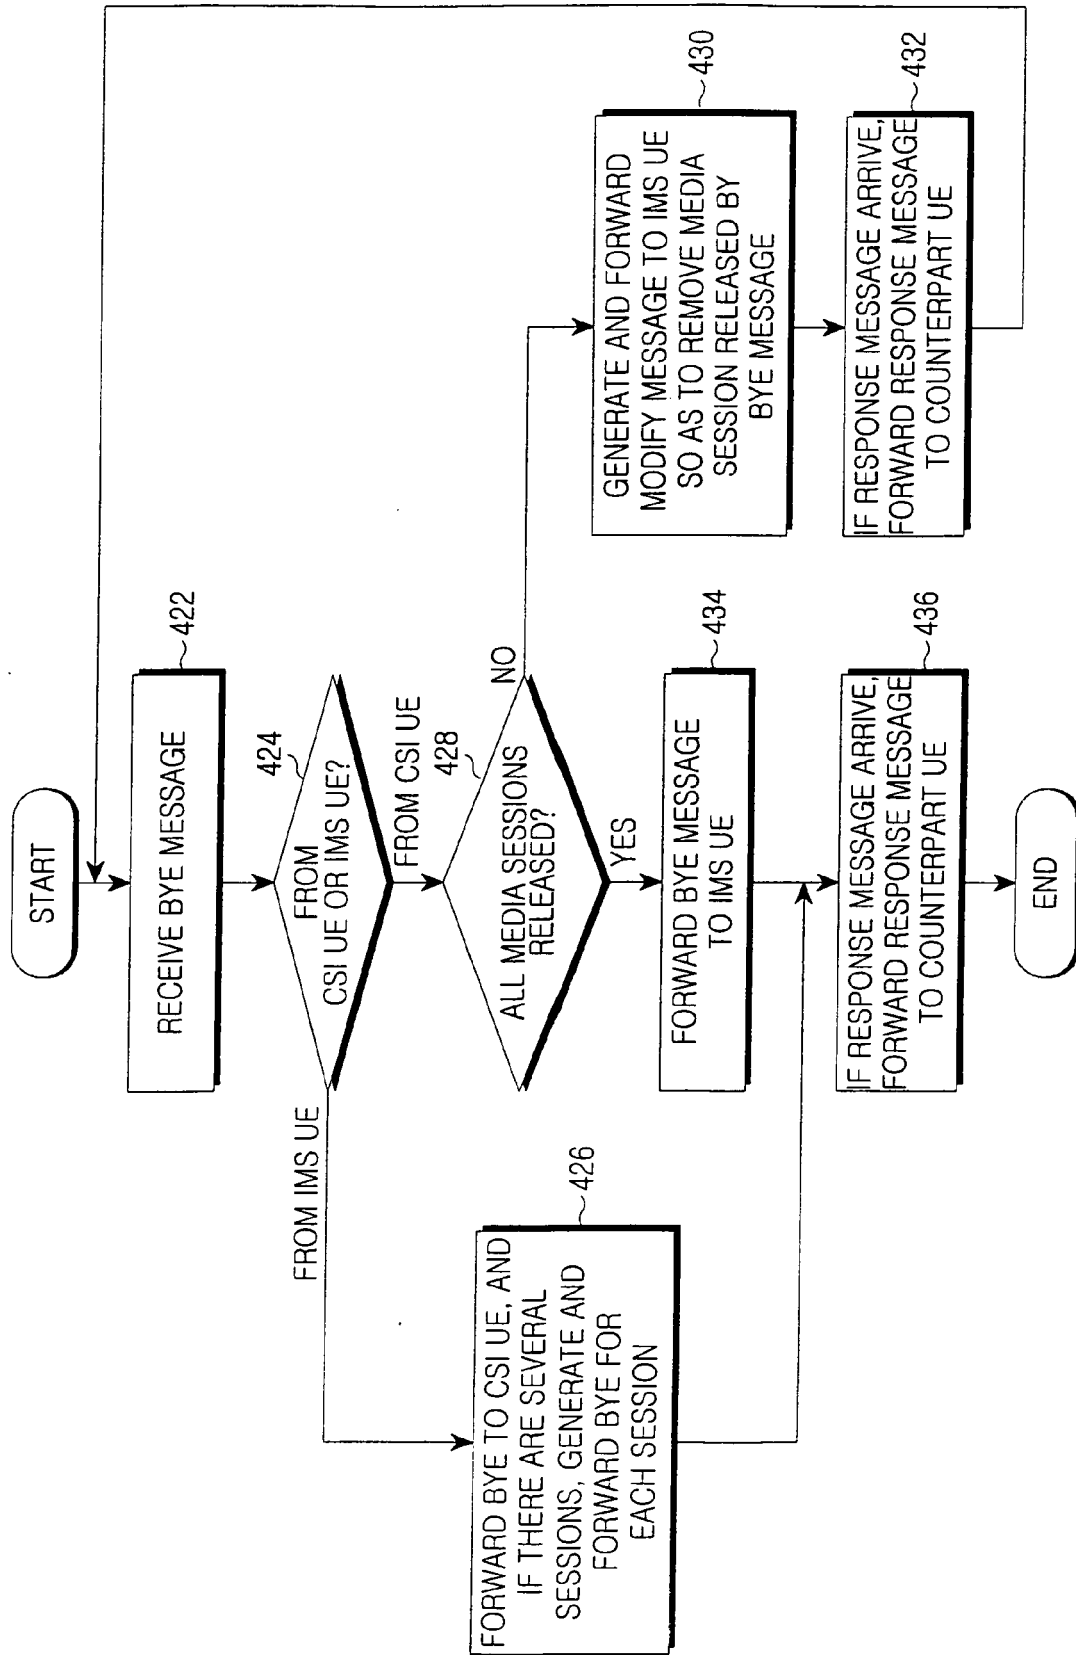 START
RECEIVE BYE MESSAGE
422
FROM
CSI UE OR IMS UE?
424
FROM IMS UE
FROM CSI UE
FORWARD BYE TO CSI UE, AND
IF THERE ARE SEVERAL
SESSIONS, GENERATE AND
FORWARD BYE FOR
EACH SESSION
426
ALL MEDIA SESSIONS
RELEASED?
428
NO
YES
GENERATE AND FORWARD
MODIFY MESSAGE TO IMS UE
SO AS TO REMOVE MEDIA
SESSION RELEASED BY
BYE MESSAGE
430
IF RESPONSE MESSAGE ARRIVE,
FORWARD RESPONSE MESSAGE
TO COUNTERPART UE
432
FORWARD BYE MESSAGE
TO IMS UE
434
IF RESPONSE MESSAGE ARRIVE,
FORWARD RESPONSE MESSAGE
TO COUNTERPART UE
436
END